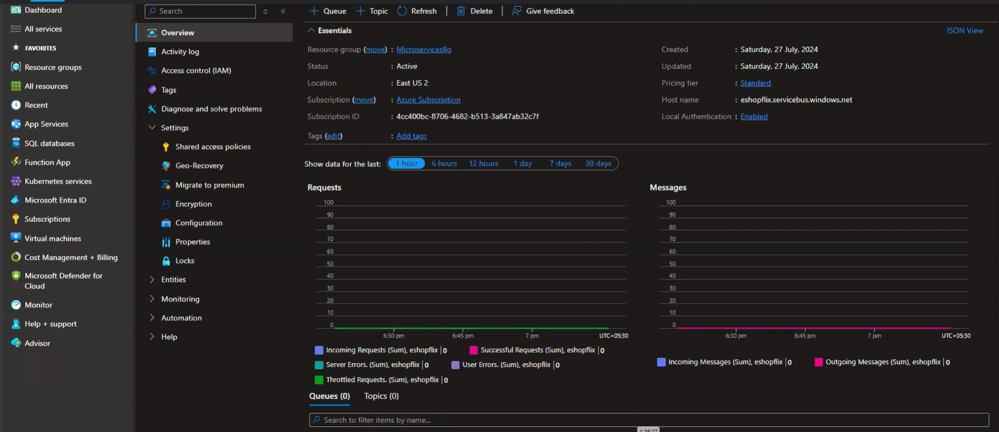 Dashboard
All services
FAVORITES
Resource groups
All resources
Recent
App Services
SQL databases
Function App
Kubernetes services
Microsoft Entra ID
Subscriptions
Virtual machines
Cost Management + Billing
Microsoft Defender for
Cloud
Monitor
Help + support
Advisor
Search
Overview
Activity log
Access control (IAM)
Tags
Diagnose and solve problems
Settings
Shared access policies
Geo-Recovery
Migrate to premium
Encryption
Configuration
Properties
Locks
Entities
Monitoring
Automation
Help
Queue Topic Refresh Delete Give feedback
Essentials JSON View
Resource group (move) : MicroservicesRg
Status : Active
Location : East US 2
Subscription (move) : Azure Subscription
Subscription ID : 4cc400bc-8706-4682-b513-3a847ab32c7f
Tags (edit) : Add tags
Created : Saturday, 27 July, 2024
Updated : Saturday, 27 July, 2024
Pricing tier : Standard
Host name : eshopflix.servicebus.windows.net
Local Authentication : Enabled
Show data for the last: 1 hour 6 hours 12 hours 1 day 7 days 30 days
Requests
100
90
80
70
60
50
40
30
20
10
0
6:30 pm 6:45 pm 7 pm UTC+05:30
Incoming Requests (Sum), eshopflix | 0 Successful Requests (Sum), eshopflix | 0
Server Errors. (Sum), eshopflix | 0 User Errors. (Sum), eshopflix | 0
Throttled Requests. (Sum), eshopflix | 0
Messages
100
90
80
70
60
50
40
30
20
10
0
6:30 pm 6:45 pm 7 pm UTC+05:30
Incoming Messages (Sum), eshopflix | 0 Outgoing Messages (Sum), eshopflix | 0
Queues (0) Topics (0)
Search to filter items by name...
1:35:27